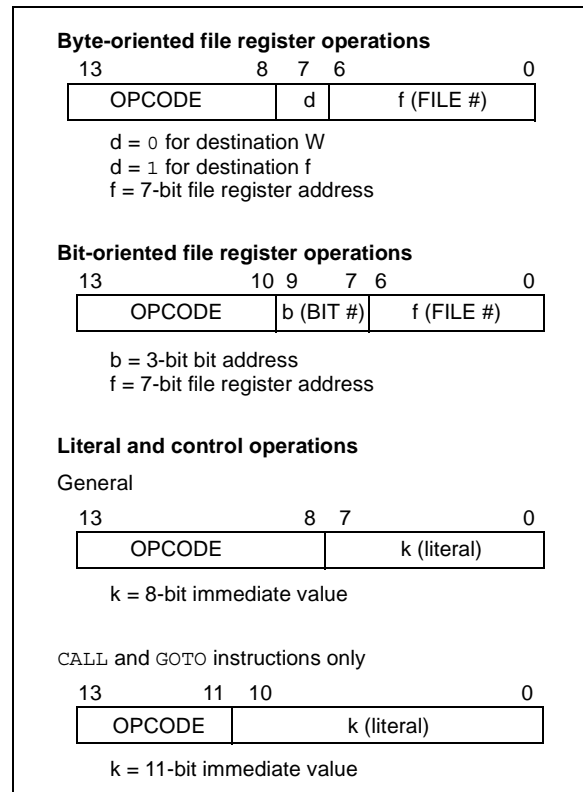 Byte-oriented file register operations
13 8 7 6 0
OPCODE d f (FILE #)
d = 0 for destination W
d = 1 for destination f
f = 7-bit file register address
Bit-oriented file register operations
13 10 9 7 6 0
OPCODE b (BIT #) f (FILE #)
b = 3-bit bit address
f = 7-bit file register address
Literal and control operations
General
13 8 7 0
OPCODE k (literal)
k = 8-bit immediate value
CALL and GOTO instructions only
13 11 10 0
OPCODE k (literal)
k = 11-bit immediate value